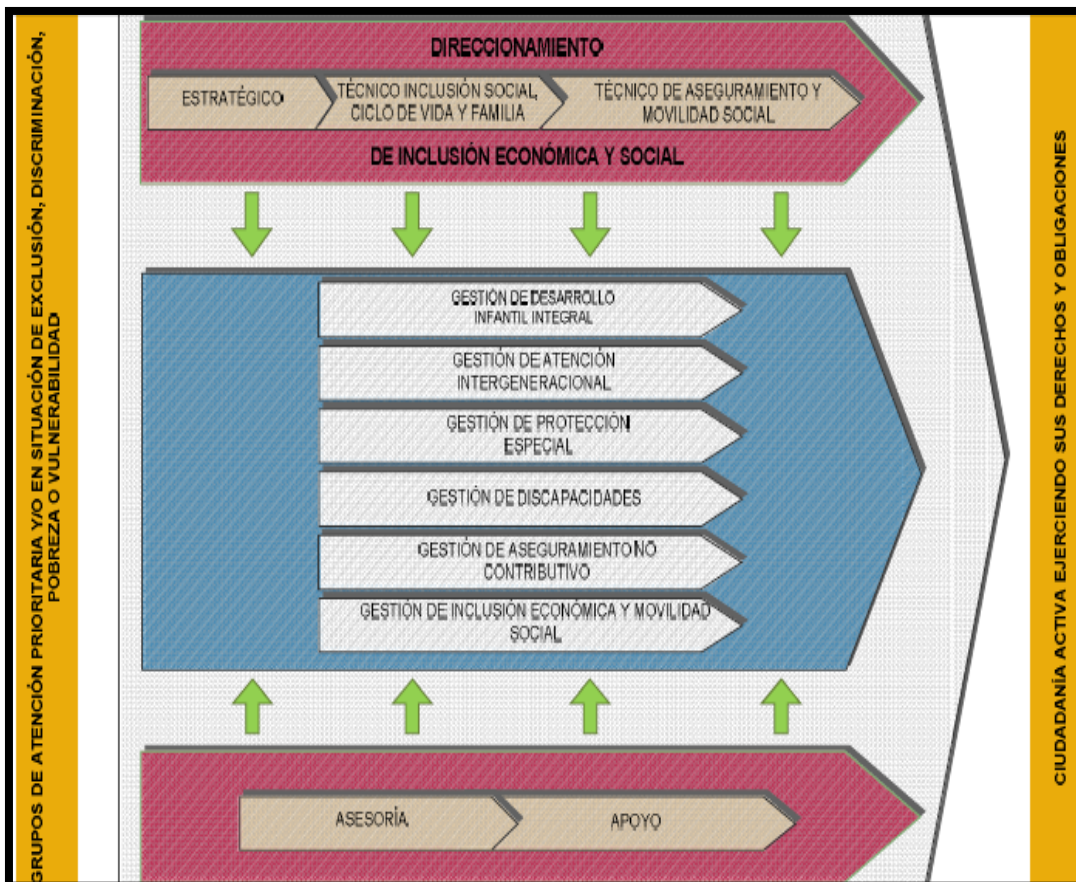 GRUPOS DE ATENCIÓN PRIORITARIA Y/O EN SITUACIÓN DE EXCLUSIÓN, DISCRIMINACIÓN,
POBREZA O VULNERABILIDAD
DIRECCIONAMIENTO
ESTRATÉGICO
TÉCNICO INCLUSIÓN SOCIAL,
CICLO DE VIDA Y FAMILIA
TÉCNICO DE ASEGURAMIENTO Y
MOVILIDAD SOCIAL
DE INCLUSIÓN ECONÓMICA Y SOCIAL
GESTIÓN DE DESARROLLO
INFANTIL INTEGRAL
GESTIÓN DE ATENCIÓN
INTERGENERACIONAL
GESTIÓN DE PROTECCIÓN
ESPECIAL
GESTIÓN DE DISCAPACIDADES
GESTIÓN DE ASEGURAMIENTO NO
CONTRIBUTIVO
GESTIÓN DE INCLUSIÓN ECONÓMICA Y MOVILIDAD
SOCIAL
ASESORÍA
APOYO
CIUDADANÍA ACTIVA EJERCIENDO SUS DERECHOS Y OBLIGACIONES